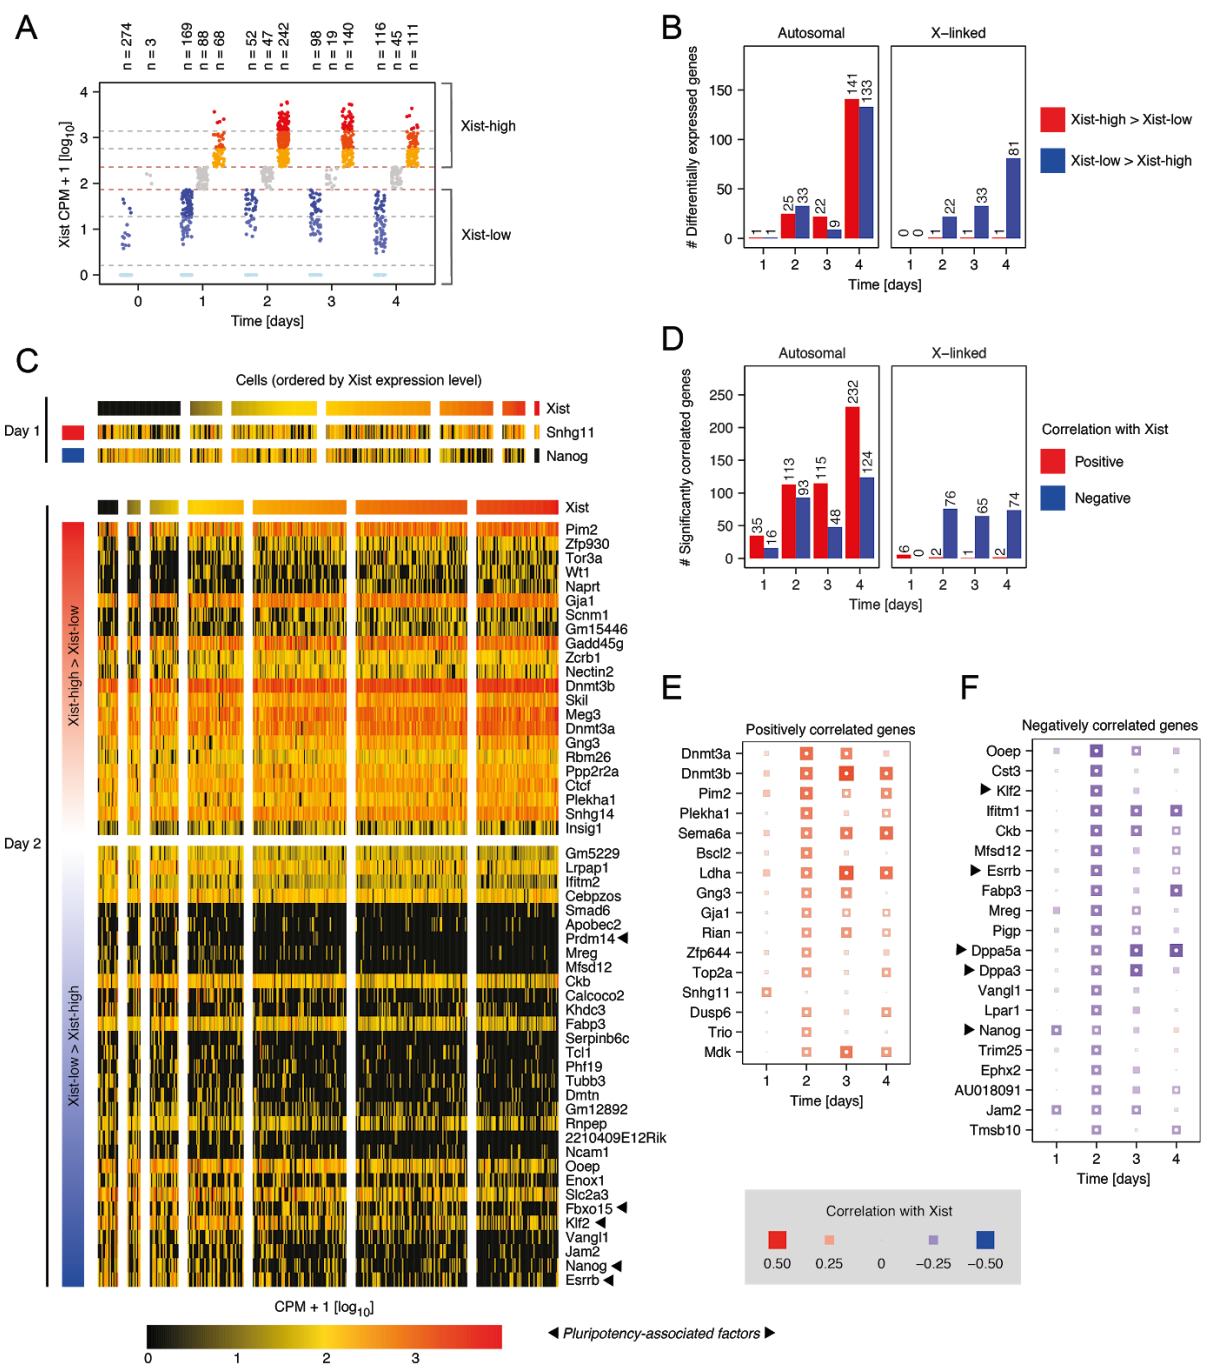 A
n = 274
n = 3
n = 169
n = 88
n = 68
n = 52
n = 47
n = 242
n = 98
n = 19
n = 140
n = 116
n = 45
n = 111
Xist CPM + 1 [log10]
4
3
2
1
0
Xist-high
Xist-low
0 1 2 3 4
Time [days]
B
Autosomal X-linked
# Differentially expressed genes
150
100
50
0
1 1 25 33 22 9 141 133
0 0 1 22 1 33 1 81
1 2 3 4 1 2 3 4
Time [days]
Xist-high > Xist-low
Xist-low > Xist-high
C
Cells (ordered by Xist expression level)
Day 1
Xist
Snhg11
Nanog
Day 2
Xist-high > Xist-low
Xist-low > Xist-high
Xist
Pim2
Zfp930
Tor3a
Wt1
Naprt
Gja1
Scnm1
Gm15446
Gadd45g
Zcrb1
Nectin2
Dnmt3b
Skil
Meg3
Dnmt3a
Gng3
Rbm26
Ppp2r2a
Ctcf
Plekha1
Snhg14
Insig1
Gm5229
Lrpap1
Ifitm2
Cebpzos
Smad6
Apobec2
Prdm14 ◀
Mreg
Mfsd12
Ckb
Calcoco2
Khdc3
Fabp3
Serpinb6c
Tcl1
Phf19
Tubb3
Dmtn
Gm12892
Rnpep
2210409E12Rik
Ncam1
Ooep
Enox1
Slc2a3
Fbxo15 ◀
Klf2 ◀
Vangl1
Jam2
Nanog ◀
Esrrb ◀
CPM + 1 [log10]
0 1 2 3
◀ Pluripotency-associated factors ▶
D
Autosomal X-linked
# Significantly correlated genes
250
200
150
100
50
0
35 16 113 93 115 48 232 124
6 0 2 76 1 65 2 74
1 2 3 4 1 2 3 4
Time [days]
Correlation with Xist
Positive
Negative
E
Positively correlated genes
Dnmt3a
Dnmt3b
Pim2
Plekha1
Sema6a
Bscl2
Ldha
Gng3
Gja1
Rian
Zfp644
Top2a
Snhg11
Dusp6
Trio
Mdk
1 2 3 4
Time [days]
F
Negatively correlated genes
Ooep
Cst3
▶ Klf2
Ifitm1
Ckb
Mfsd12
▶ Esrrb
Fabp3
Mreg
Pigp
▶ Dppa5a
▶ Dppa3
Vangl1
Lpar1
▶ Nanog
Trim25
Ephx2
AU018091
Jam2
Tmsb10
1 2 3 4
Time [days]
Correlation with Xist
0.50 0.25 0 −0.25 −0.50